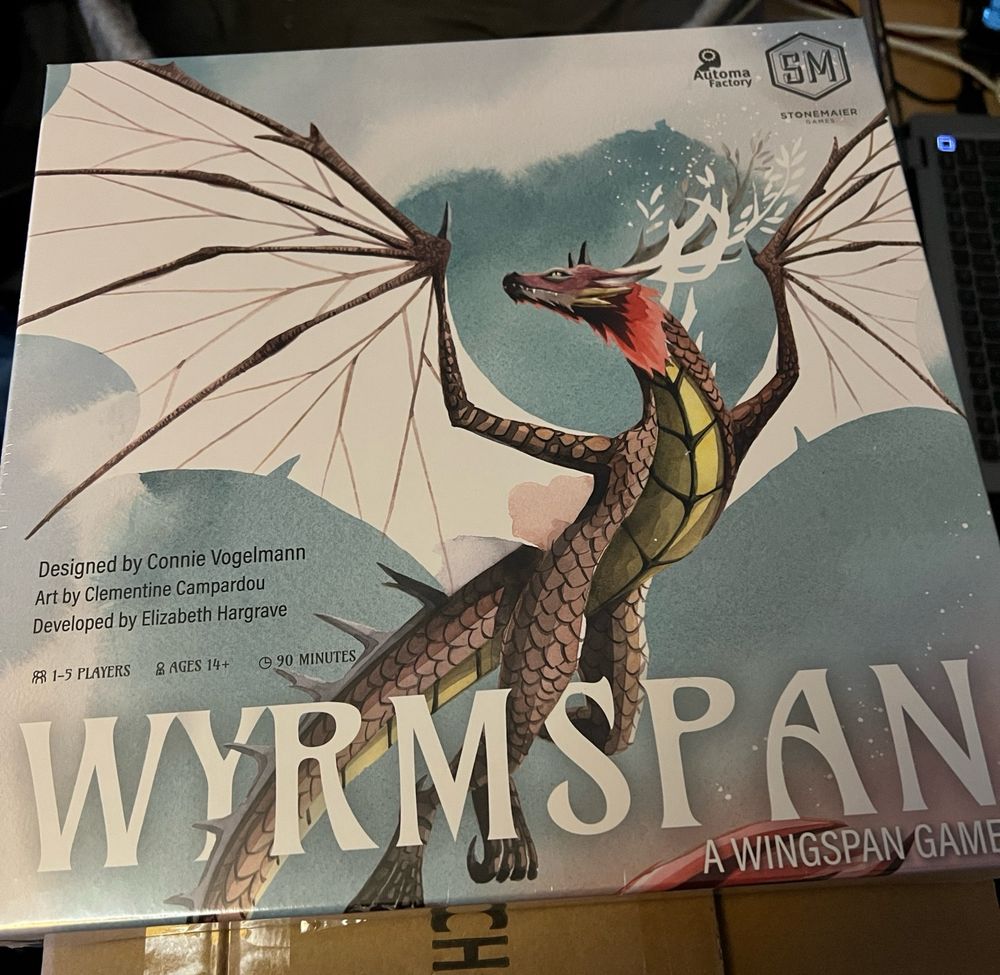 Automa
Factory
SM
STONEMAIER
GAMES
Designed by Connie Vogelmann
Art by Clementine Campardou
Developed by Elizabeth Hargrave
1–5 PLAYERS AGES 14+ 90 MINUTES
WYRMSPAN
A WINGSPAN GAME
CH